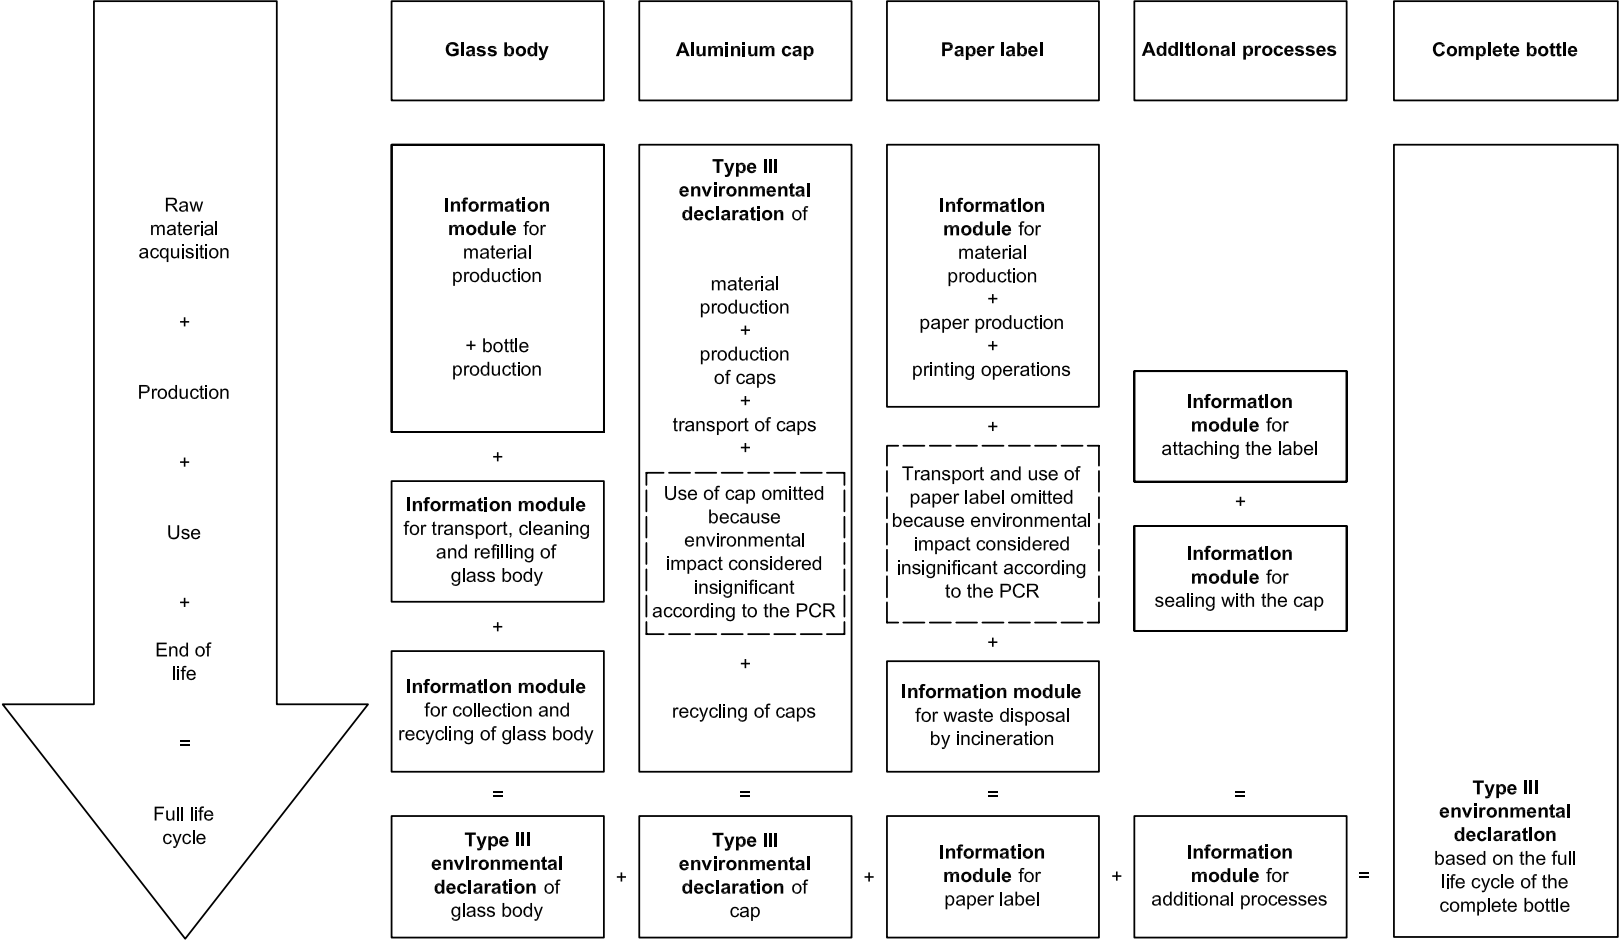 Glass body
Aluminium cap
Paper label
Additional processes
Complete bottle
Raw
material
acquisition
+
Production
+
Use
+
End of
life
=
Full life
cycle
Information
module for
material
production
+ bottle
production
+
Information module
for transport, cleaning
and refilling of
glass body
+
Information module
for collection and
recycling of glass body
=
Type III
environmental
declaration of
glass body
+
Type III
environmental
declaration of
material
production
+
production
of caps
+
transport of caps
+
Use of cap omitted
because
environmental
impact considered
insignificant
according to the PCR
+
recycling of caps
=
Type III
environmental
declaration of
cap
+
Information
module for
material
production
+
paper production
+
printing operations
+
Transport and use of
paper label omitted
because environmental
impact considered
insignificant according
to the PCR
+
Information module
for waste disposal
by incineration
=
Information
module for
paper label
+
Information
module for
attaching the label
+
Information
module for
sealing with the cap
=
Information
module for
additional processes
=
Type III
environmental
declaration
based on the full
life cycle of the
complete bottle